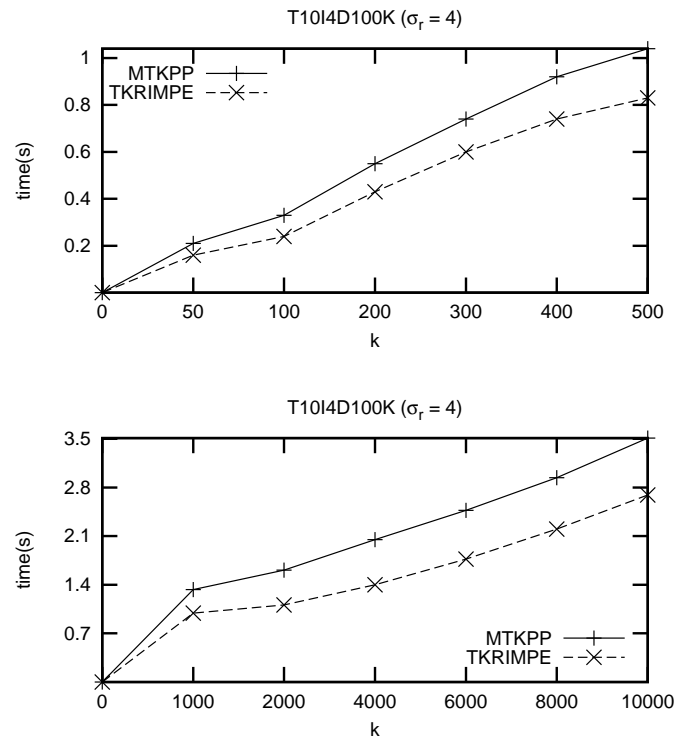 T10I4D100K (σr = 4)
1
0.8
0.6
0.4
0.2
time(s)
MTKPP
TKRIMPE
0 50 100 200 300 400 500
k
T10I4D100K (σr = 4)
3.5
2.8
2.1
1.4
0.7
time(s)
MTKPP
TKRIMPE
0 1000 2000 4000 6000 8000 10000
k